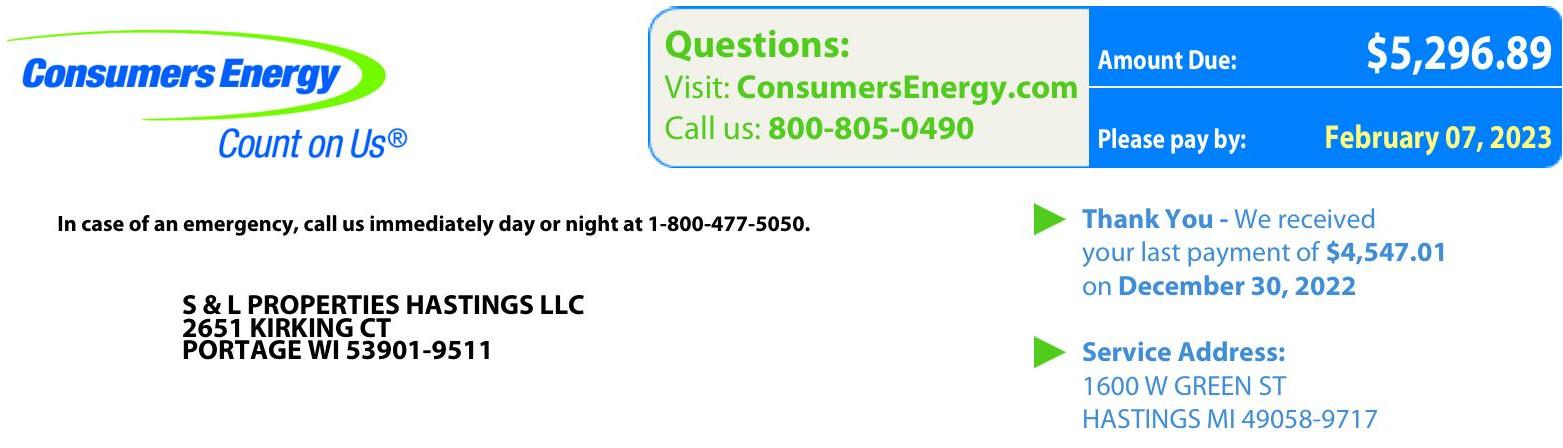 Consumers Energy
Count on Us®
Questions:
Visit: ConsumersEnergy.com
Call us: 800-805-0490
Amount Due: $5,296.89
Please pay by: February 07, 2023
In case of an emergency, call us immediately day or night at 1-800-477-5050.
S & L PROPERTIES HASTINGS LLC
2651 KIRKING CT
PORTAGE WI 53901-9511
Thank You - We received
your last payment of $4,547.01
on December 30, 2022
Service Address:
1600 W GREEN ST
HASTINGS MI 49058-9717